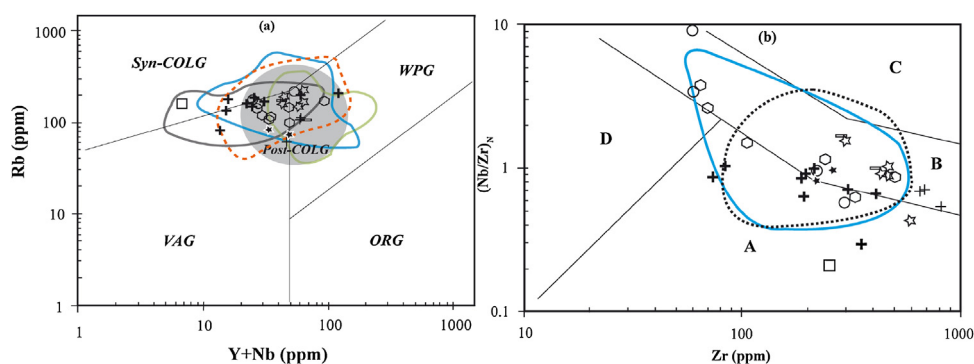 (a)
1000
100
10
1
Rb (ppm)
Syn-COLG
WPG
Post-COLG
VAG
ORG
1
10
100
1000
Y+Nb (ppm)
(b)
10
1
0.1
(Nb/Zr)N
C
D
B
A
10
100
1000
Zr (ppm)